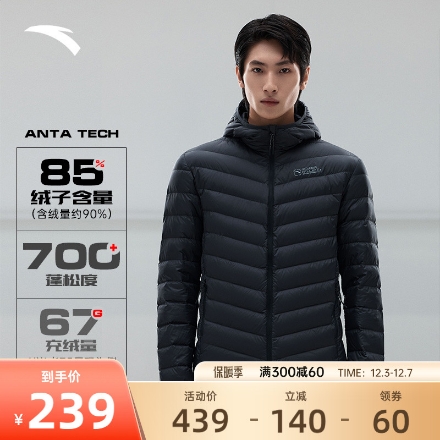 ANTA TECH
85%
绒子含量
(含绒量约90%)
700+
蓬松度
67G
充绒量
到手价
¥239
保暖季 满300减60 TIME: 12.3-12.7
活动价 立减 领券
439 - 140 - 60